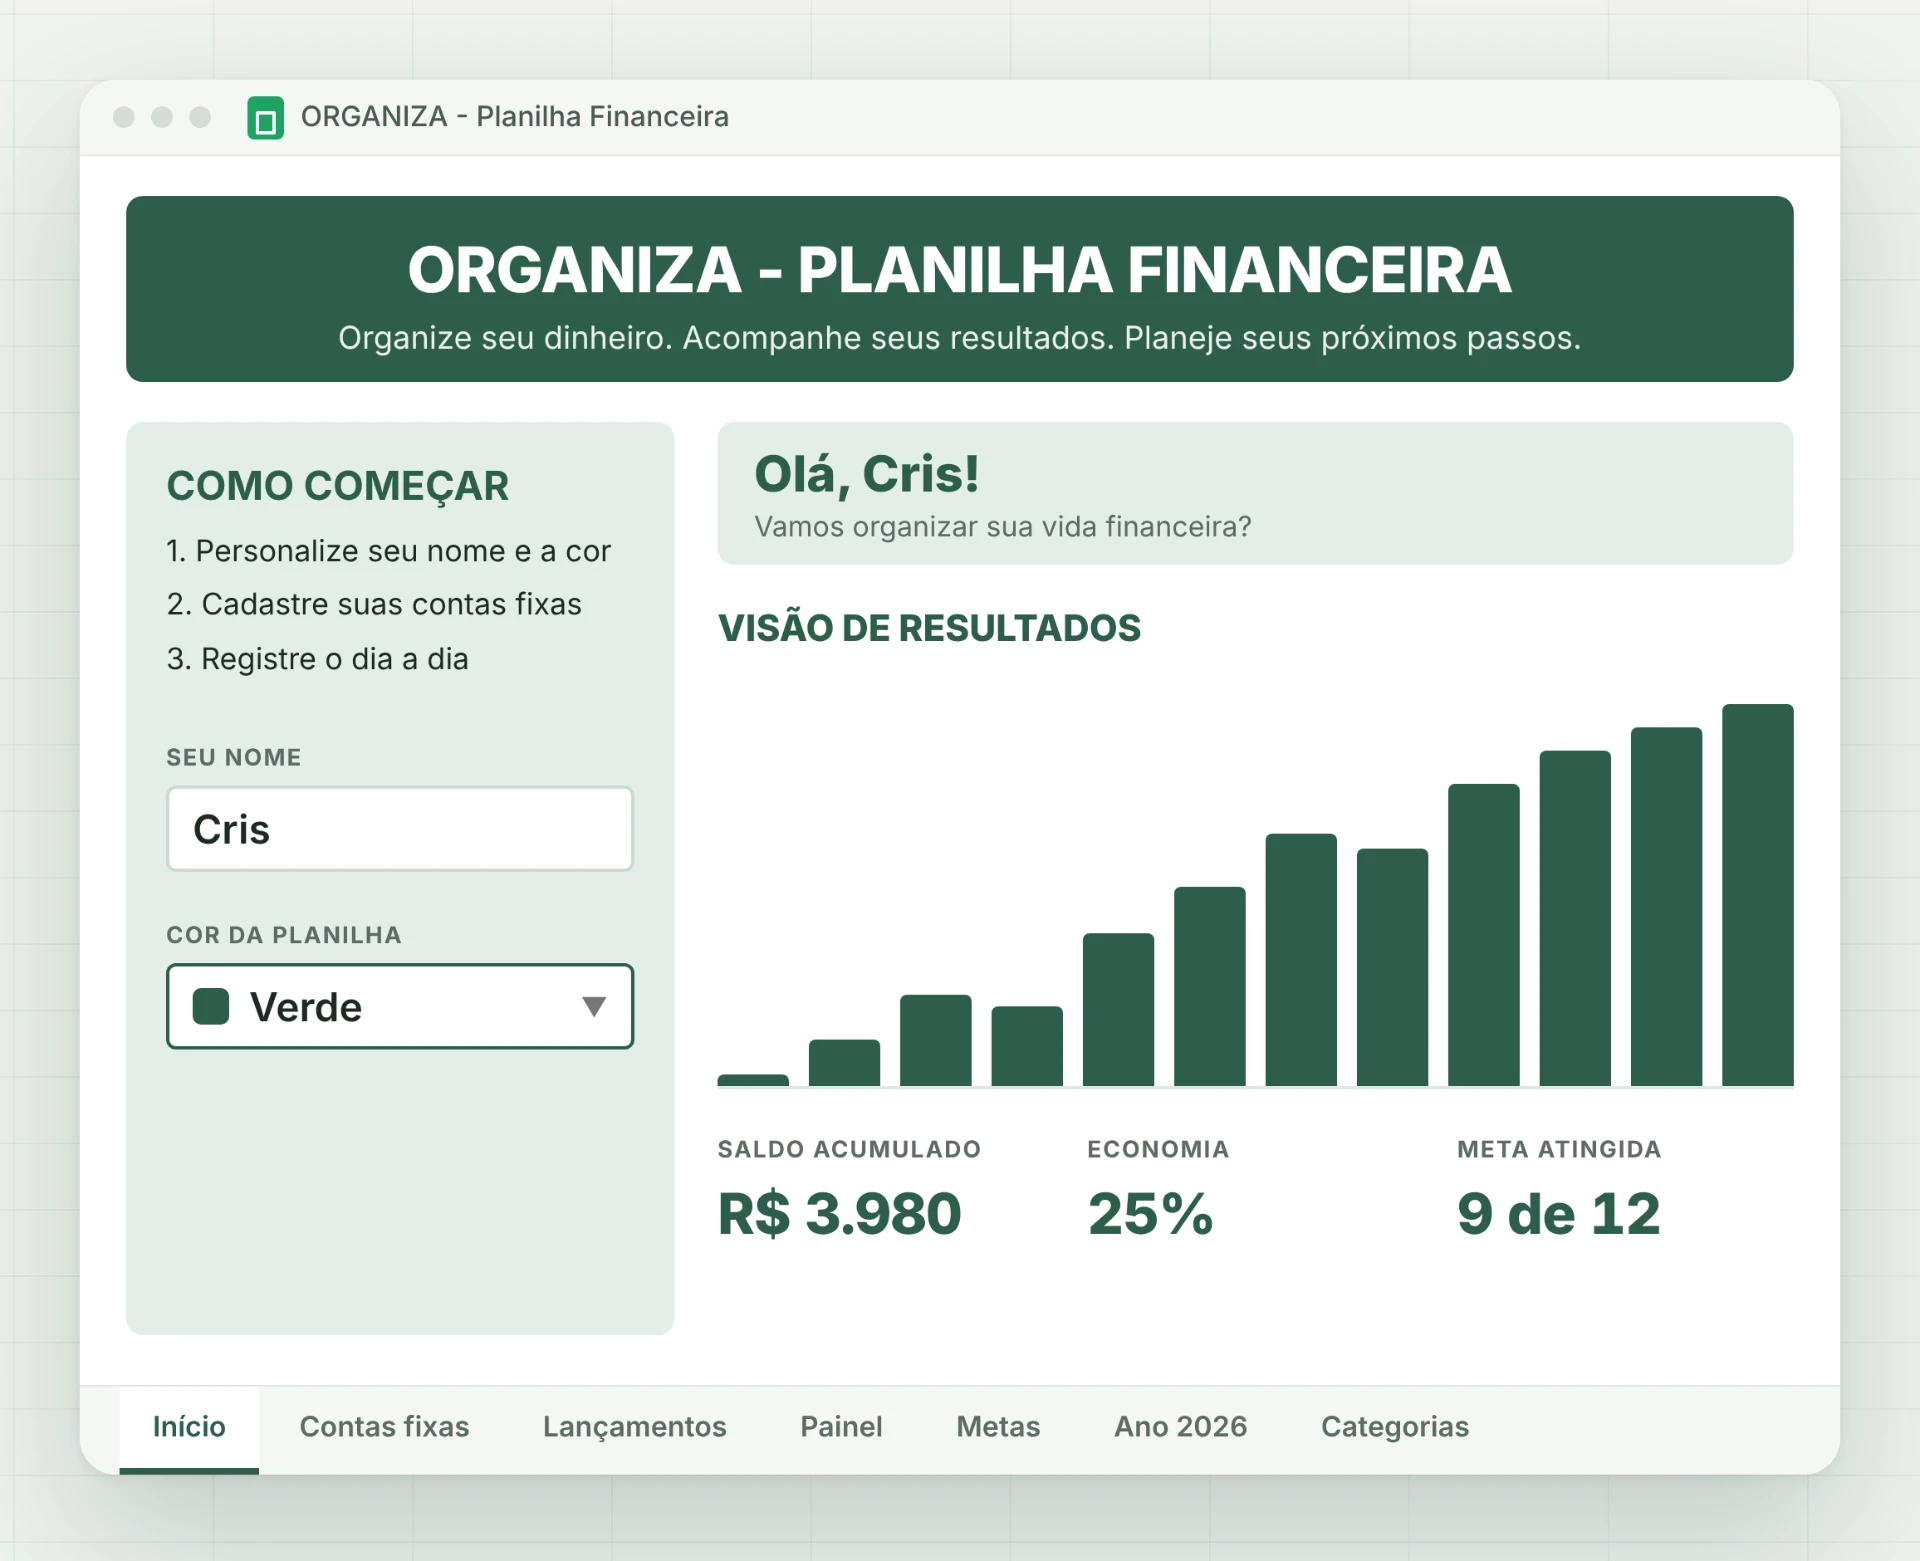 ORGANIZA - Planilha Financeira
ORGANIZA - PLANILHA FINANCEIRA
Organize seu dinheiro. Acompanhe seus resultados. Planeje seus próximos passos.
COMO COMEÇAR
1. Personalize seu nome e a cor
2. Cadastre suas contas fixas
3. Registre o dia a dia
SEU NOME
Cris
COR DA PLANILHA
Verde
Olá, Cris!
Vamos organizar sua vida financeira?
VISÃO DE RESULTADOS
SALDO ACUMULADO
R$ 3.980
ECONOMIA
25%
META ATINGIDA
9 de 12
Início Contas fixas Lançamentos Painel Metas Ano 2026 Categorias